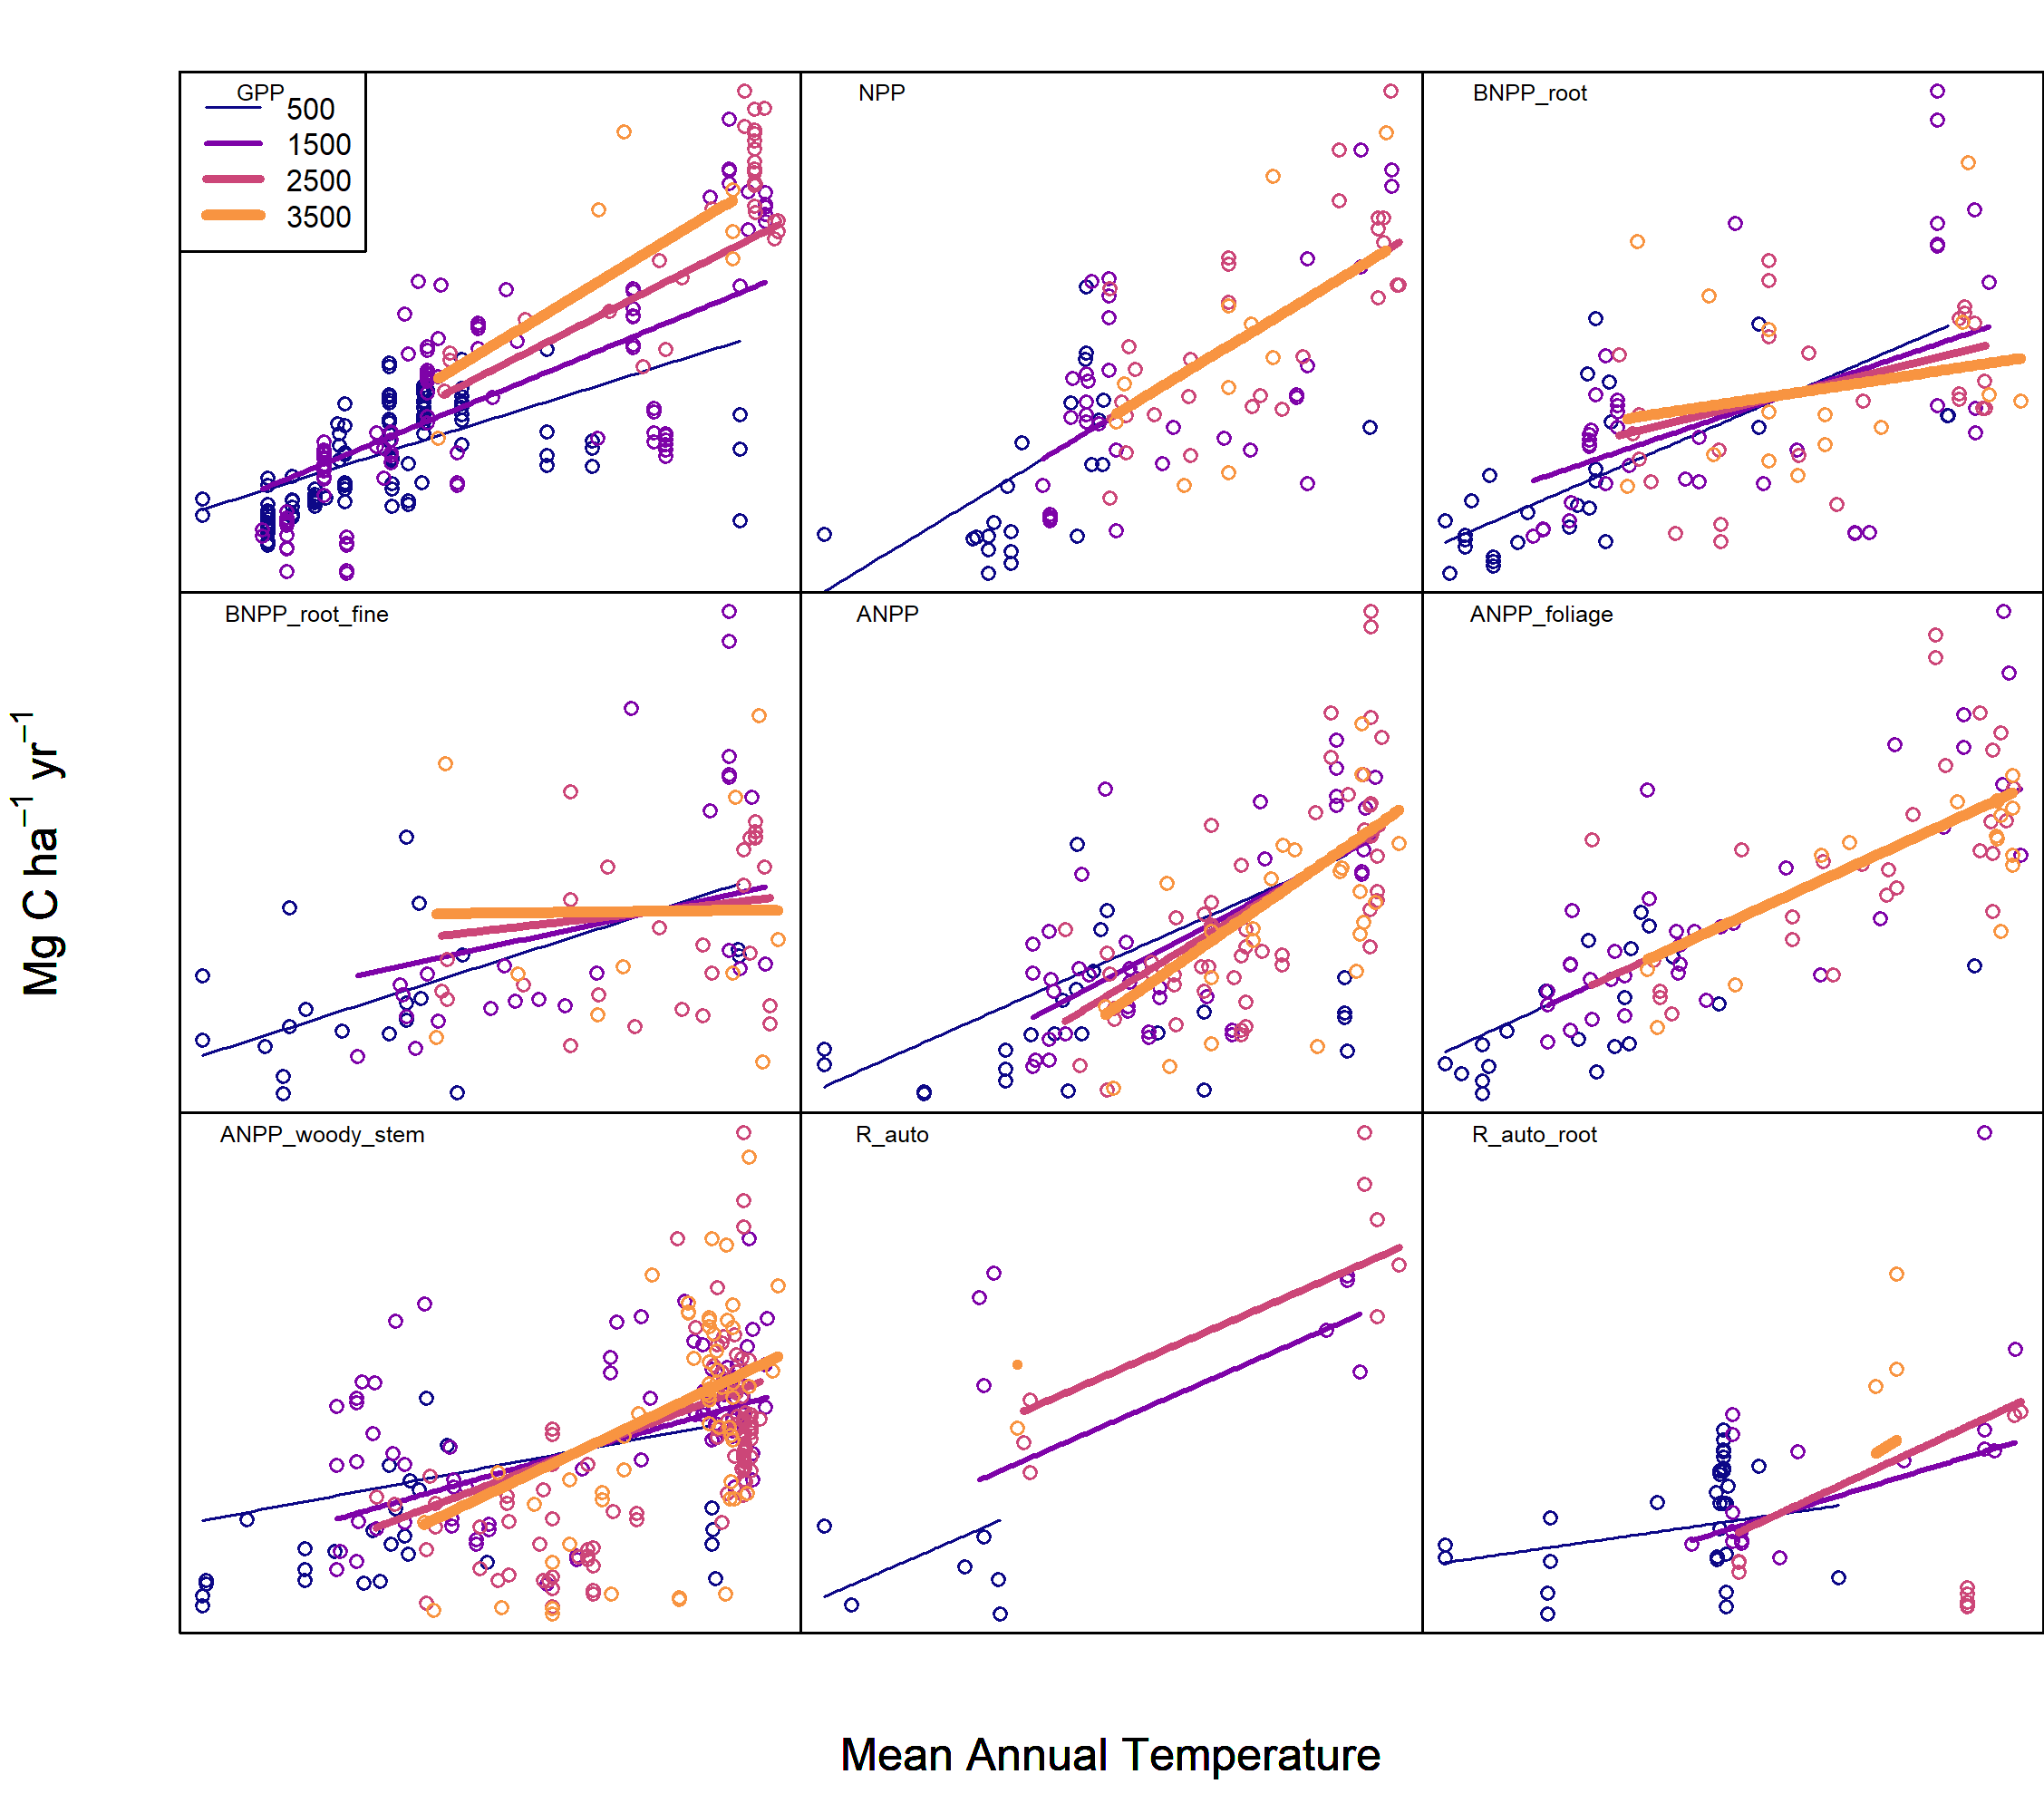 GPP
500
1500
2500
3500
NPP
BNPP_root
BNPP_root_fine
ANPP
ANPP_foliage
ANPP_woody_stem
R_auto
R_auto_root
Mg C ha⁻¹ yr⁻¹
Mean Annual Temperature